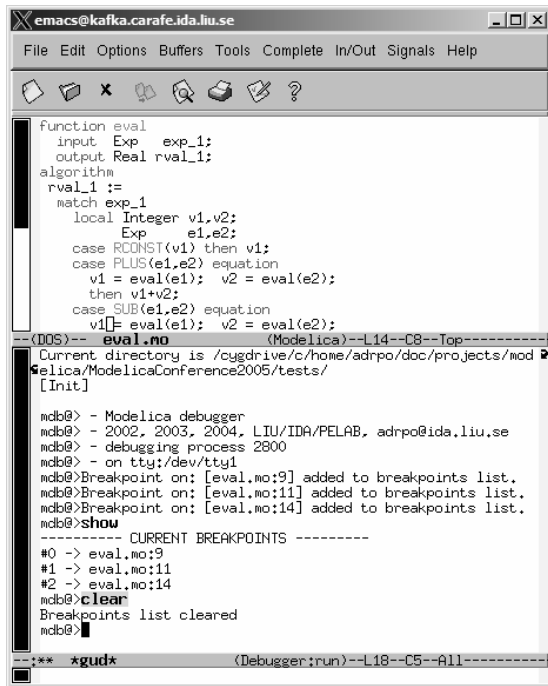 emacs@kafka.carafe.ida.liu.se
File Edit Options Buffers Tools Complete In/Out Signals Help
function eval
input Exp exp_1;
output Real rval_1;
algorithm
rval_1 :=
match exp_1
local Integer v1,v2;
Exp e1,e2;
case RCONST(v1) then v1;
case PLUS(e1,e2) equation
v1 = eval(e1); v2 = eval(e2);
then v1+v2;
case SUB(e1,e2) equation
v1 = eval(e1); v2 = eval(e2);
--(DOS)-- eval.mo (Modelica)--L14--C8--Top----------
Current directory is /cygdrive/c/home/adrpo/doc/projects/mod
elica/ModelicaConference2005/tests/
[Init]
mdb@> - Modelica debugger
mdb@> - 2002, 2003, 2004, LIU/IDA/PELAB, adrpo@ida.liu.se
mdb@> - debugging process 2800
mdb@> - on tty:/dev/tty1
mdb@>Breakpoint on: [eval.mo:9] added to breakpoints list.
mdb@>Breakpoint on: [eval.mo:11] added to breakpoints list.
mdb@>Breakpoint on: [eval.mo:14] added to breakpoints list.
mdb@>show
---------- CURRENT BREAKPOINTS ---------
#0 -> eval.mo:9
#1 -> eval.mo:11
#2 -> eval.mo:14
mdb@>clear
Breakpoints list cleared
mdb@>
--:** *gud* (Debugger:run)--L18--C5--All----------